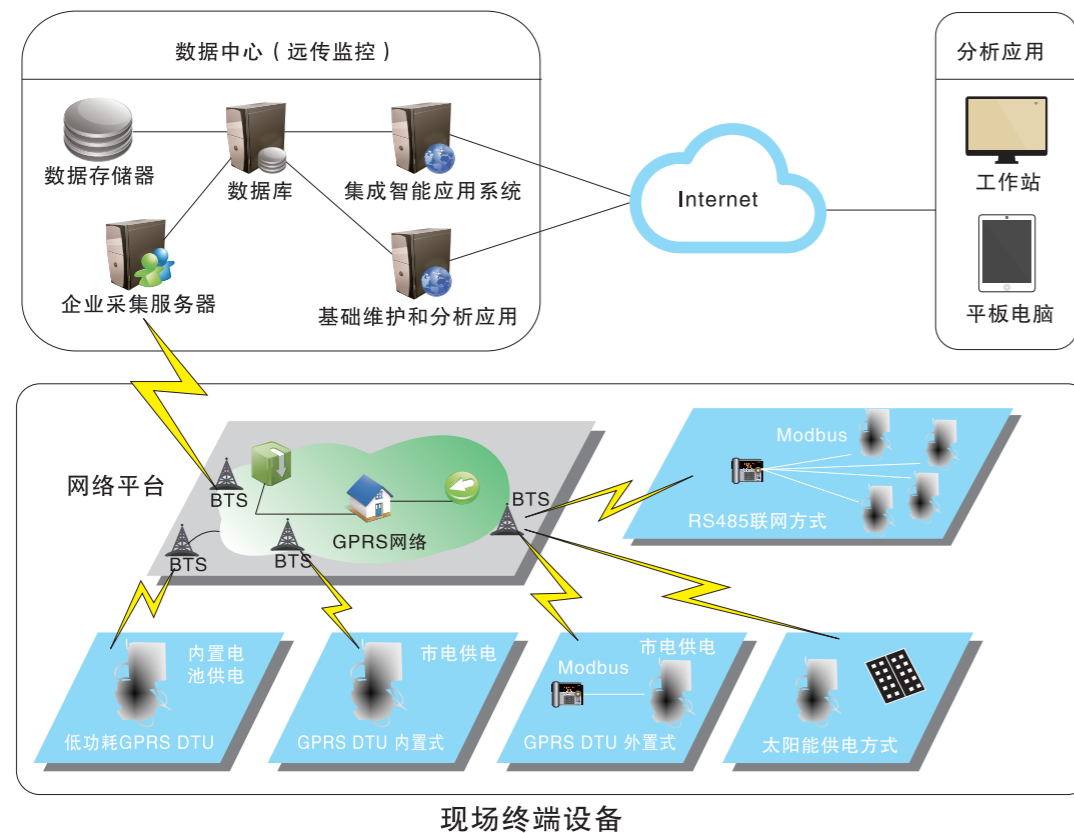 数据中心（远传监控）
分析应用
数据存储器
数据库
集成智能应用系统
Internet
工作站
企业采集服务器
基础维护和分析应用
平板电脑
网络平台
BTS
BTS
BTS
BTS
GPRS网络
Modbus
RS485联网方式
内置电
池供电
低功耗GPRS DTU
市电供电
GPRS DTU 内置式
市电供电
Modbus
GPRS DTU 外置式
太阳能供电方式
现场终端设备